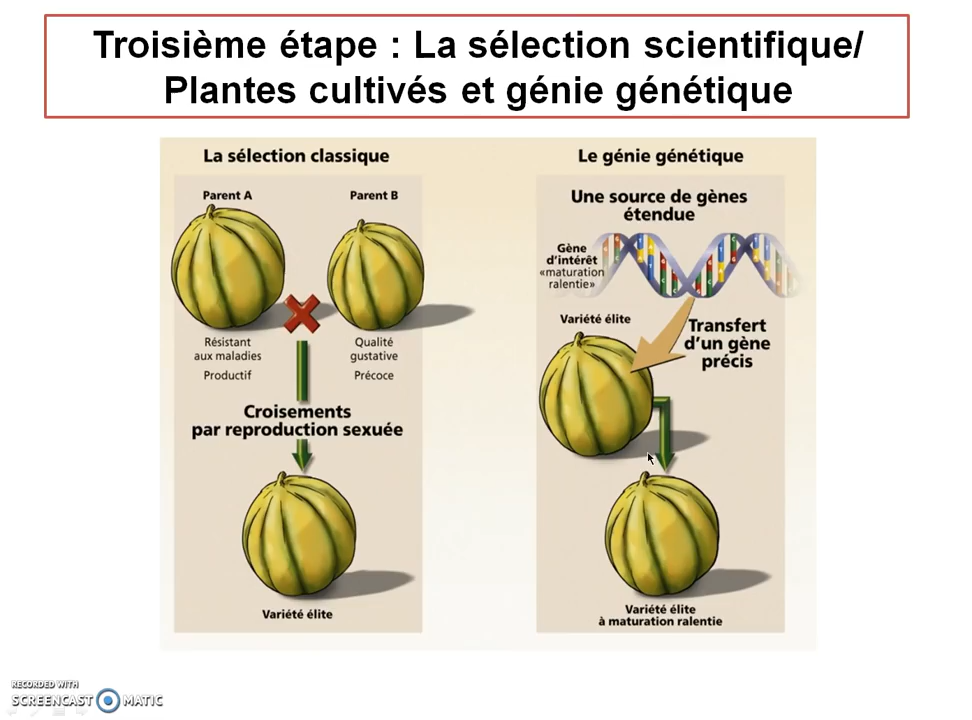 Troisième étape : La sélection scientifique/
Plantes cultivés et génie génétique
La sélection classique
Parent A
Parent B
Résistant
aux maladies
Productif
Qualité
gustative
Précoce
Croisements
par reproduction sexuée
Variété élite
Le génie génétique
Une source de gènes
étendue
Gène
d'intérêt
«maturation
ralentie»
Variété élite
Transfert
d'un gène
précis
Variété élite
à maturation ralentie
RECORDED WITH
SCREENCAST MATIC